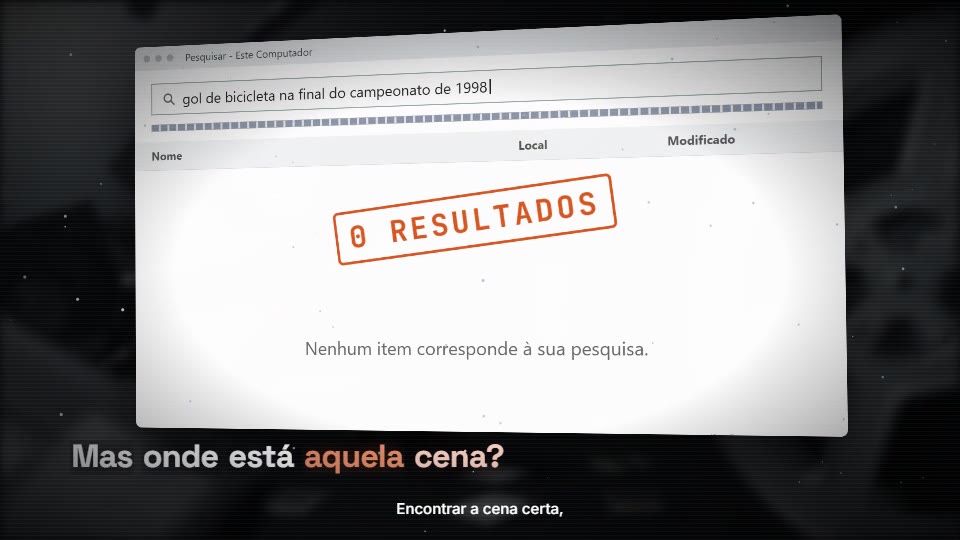 Pesquisar - Este Computador
gol de bicicleta na final do campeonato de 1998
Nome Local Modificado
0 RESULTADOS
Nenhum item corresponde à sua pesquisa.
Mas onde está aquela cena?
Encontrar a cena certa,